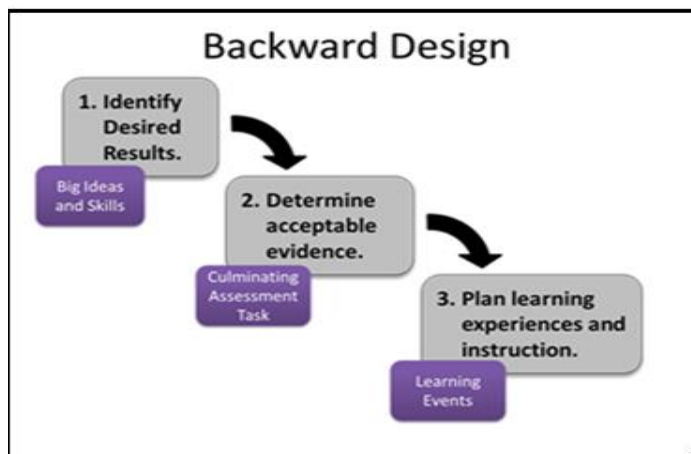 Backward Design
1. Identify
Desired
Results.
Big Ideas
and Skills
2. Determine
acceptable
evidence.
Culminating
Assessment
Task
3. Plan learning
experiences and
instruction.
Learning
Events